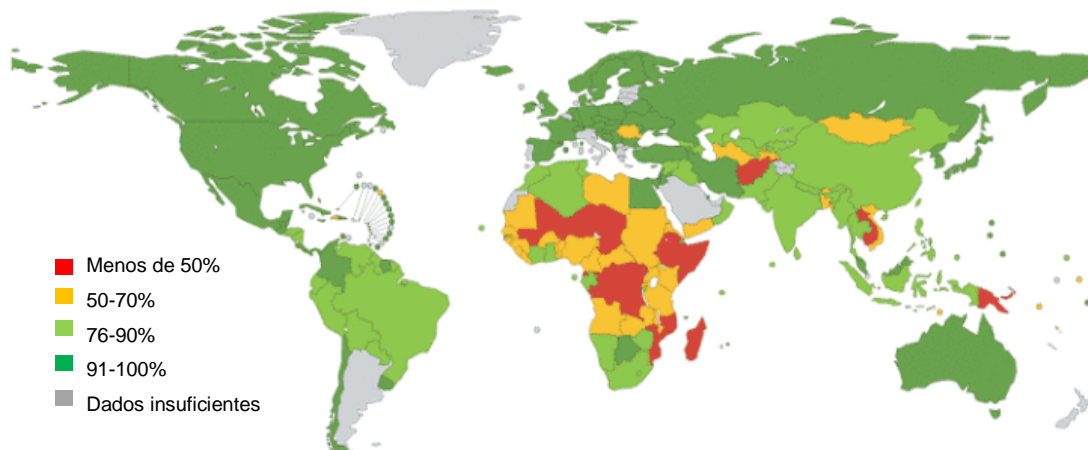 Menos de 50%
50-70%
76-90%
91-100%
Dados insuficientes